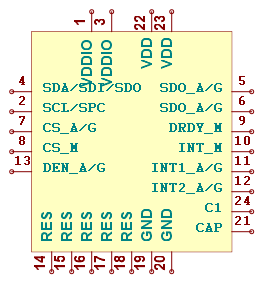 1 3 22 23
VDDIO VDDIO VDD VDD
4 SDA/SDI/SDO SDO_A/G 5
2 SCL/SPC SDO_A/G 6
7 CS_A/G DRDY_M 9
8 CS_M INT_M 10
13 DEN_A/G INT1_A/G 11
INT2_A/G 12
C1 24
CAP 21
RES RES RES RES RES GND GND
14 15 16 17 18 19 20